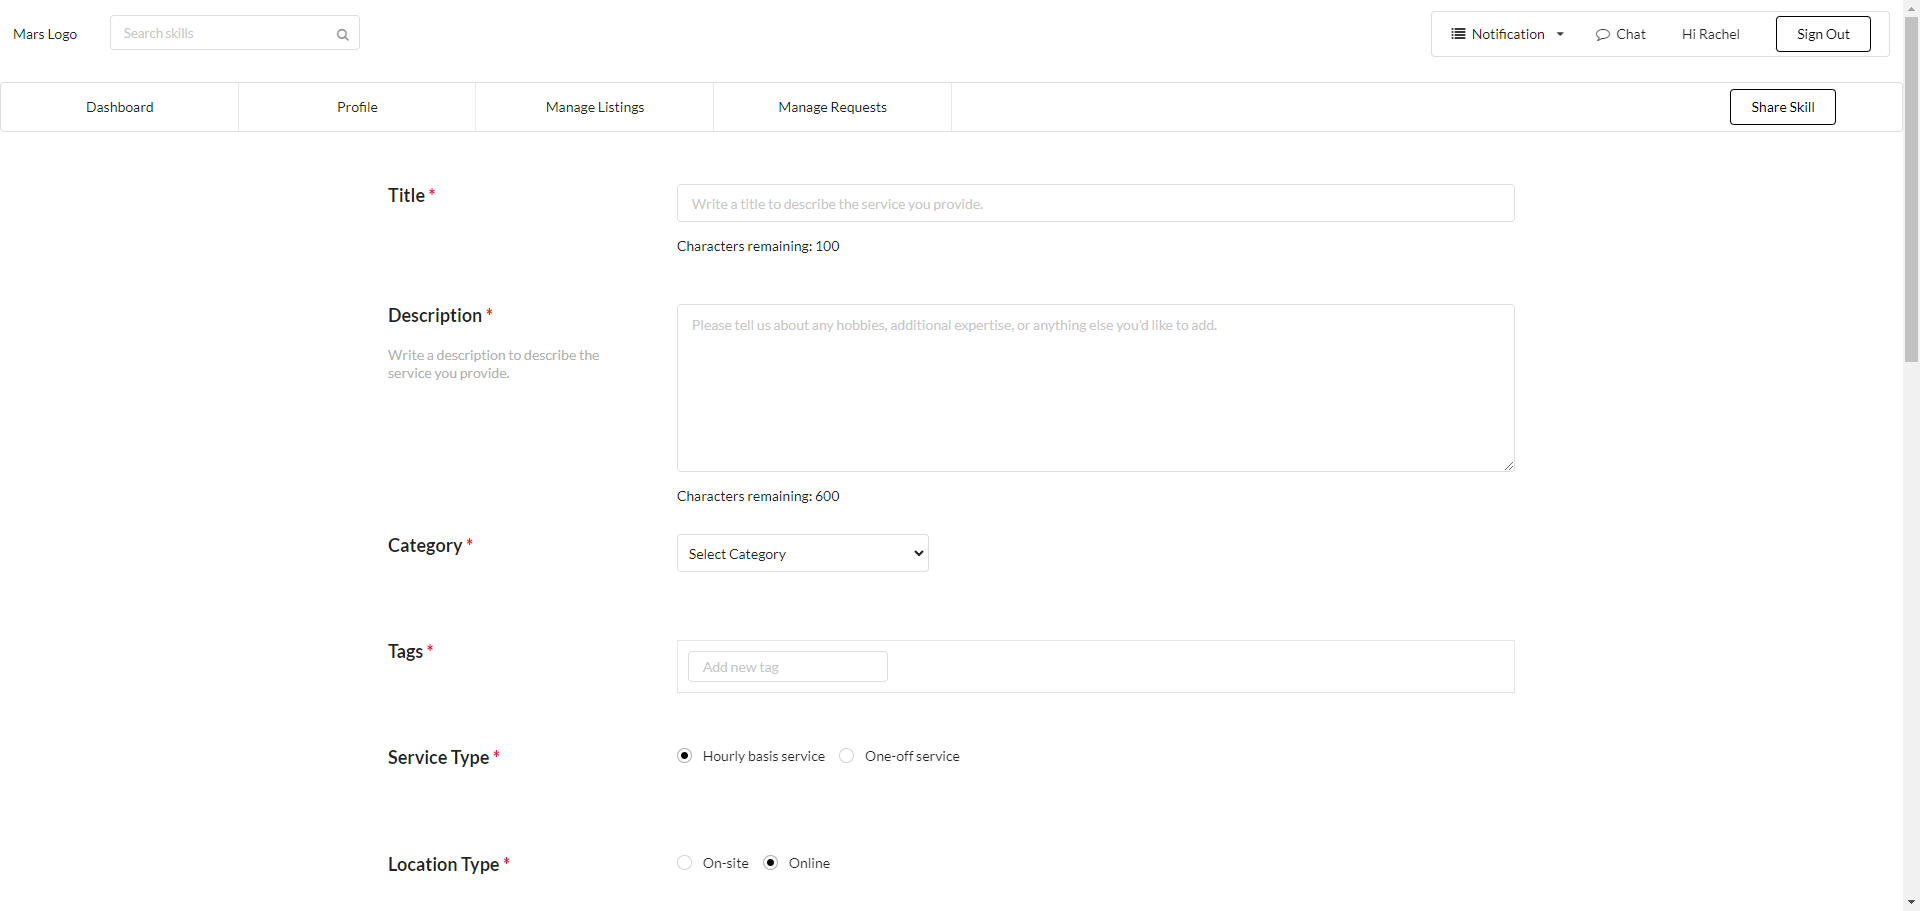 Mars Logo
Search skills
Notification
Chat
Hi Rachel
Sign Out
Dashboard
Profile
Manage Listings
Manage Requests
Share Skill
Title *
Write a title to describe the service you provide.
Characters remaining: 100
Description *
Write a description to describe the
service you provide.
Please tell us about any hobbies, additional expertise, or anything else you'd like to add.
Characters remaining: 600
Category *
Select Category
Tags *
Add new tag
Service Type *
Hourly basis service
One-off service
Location Type *
On-site
Online